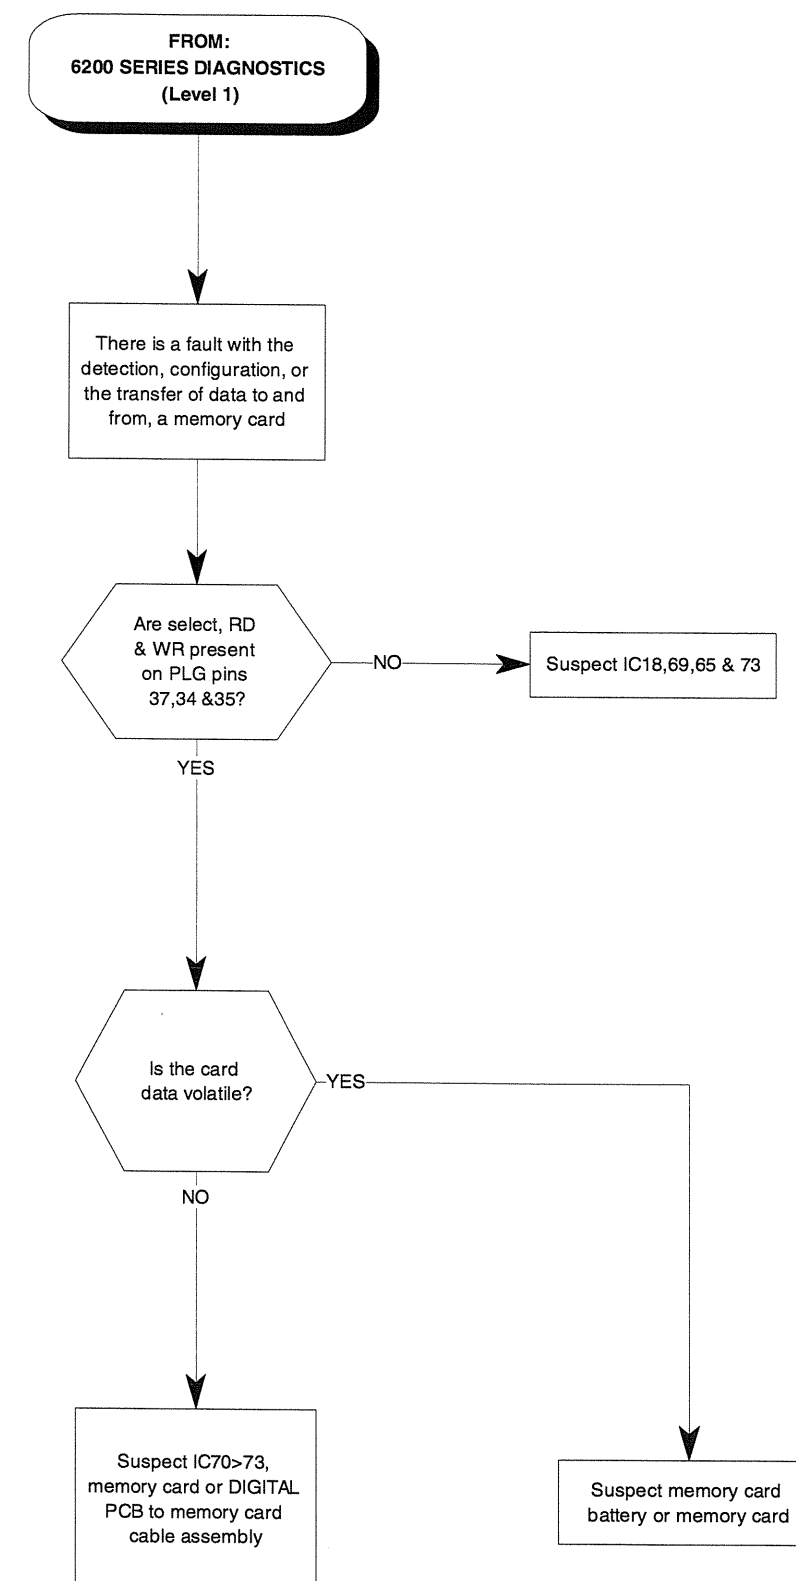 FROM:
6200 SERIES DIAGNOSTICS
(Level 1)
There is a fault with the
detection, configuration, or
the transfer of data to and
from, a memory card
Are select, RD
& WR present
on PLG pins
37,34 &35?
NO
Suspect IC18,69,65 & 73
YES
Is the card
data volatile?
YES
NO
Suspect IC70>73,
memory card or DIGITAL
PCB to memory card
cable assembly
Suspect memory card
battery or memory card